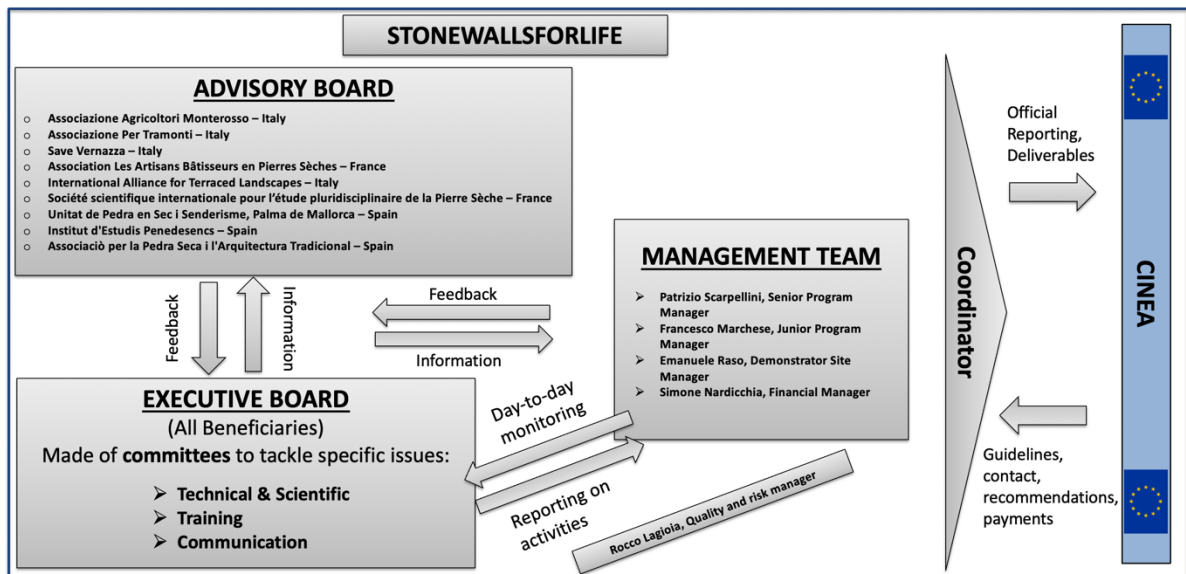 STONEWALLSFORLIFE
ADVISORY BOARD
○ Associazione Agricoltori Monterosso – Italy
○ Associazione Per Tramonti – Italy
○ Save Vernazza – Italy
○ Association Les Artisans Bâtisseurs en Pierres Sèches – France
○ International Alliance for Terraced Landscapes – Italy
○ Société scientifique internationale pour l’étude pluridisciplinaire de la Pierre Sèche – France
○ Unitat de Pedra en Sec i Senderisme, Palma de Mallorca – Spain
○ Institut d'Estudis Penedesencs – Spain
○ Associaciò per la Pedra Seca i l'Arquitectura Tradicional – Spain
Feedback
Information
Feedback
Information
EXECUTIVE BOARD
(All Beneficiaries)
Made of committees to tackle specific issues:
➢ Technical & Scientific
➢ Training
➢ Communication
Day-to-day
monitoring
Reporting on
activities
MANAGEMENT TEAM
➢ Patrizio Scarpellini, Senior Program
Manager
➢ Francesco Marchese, Junior Program
Manager
➢ Emanuele Raso, Demonstrator Site
Manager
➢ Simone Nardicchia, Financial Manager
Rocco Lagioia, Quality and risk manager
Coordinator
Official
Reporting,
Deliverables
Guidelines,
contact,
recommendations,
payments
CINEA